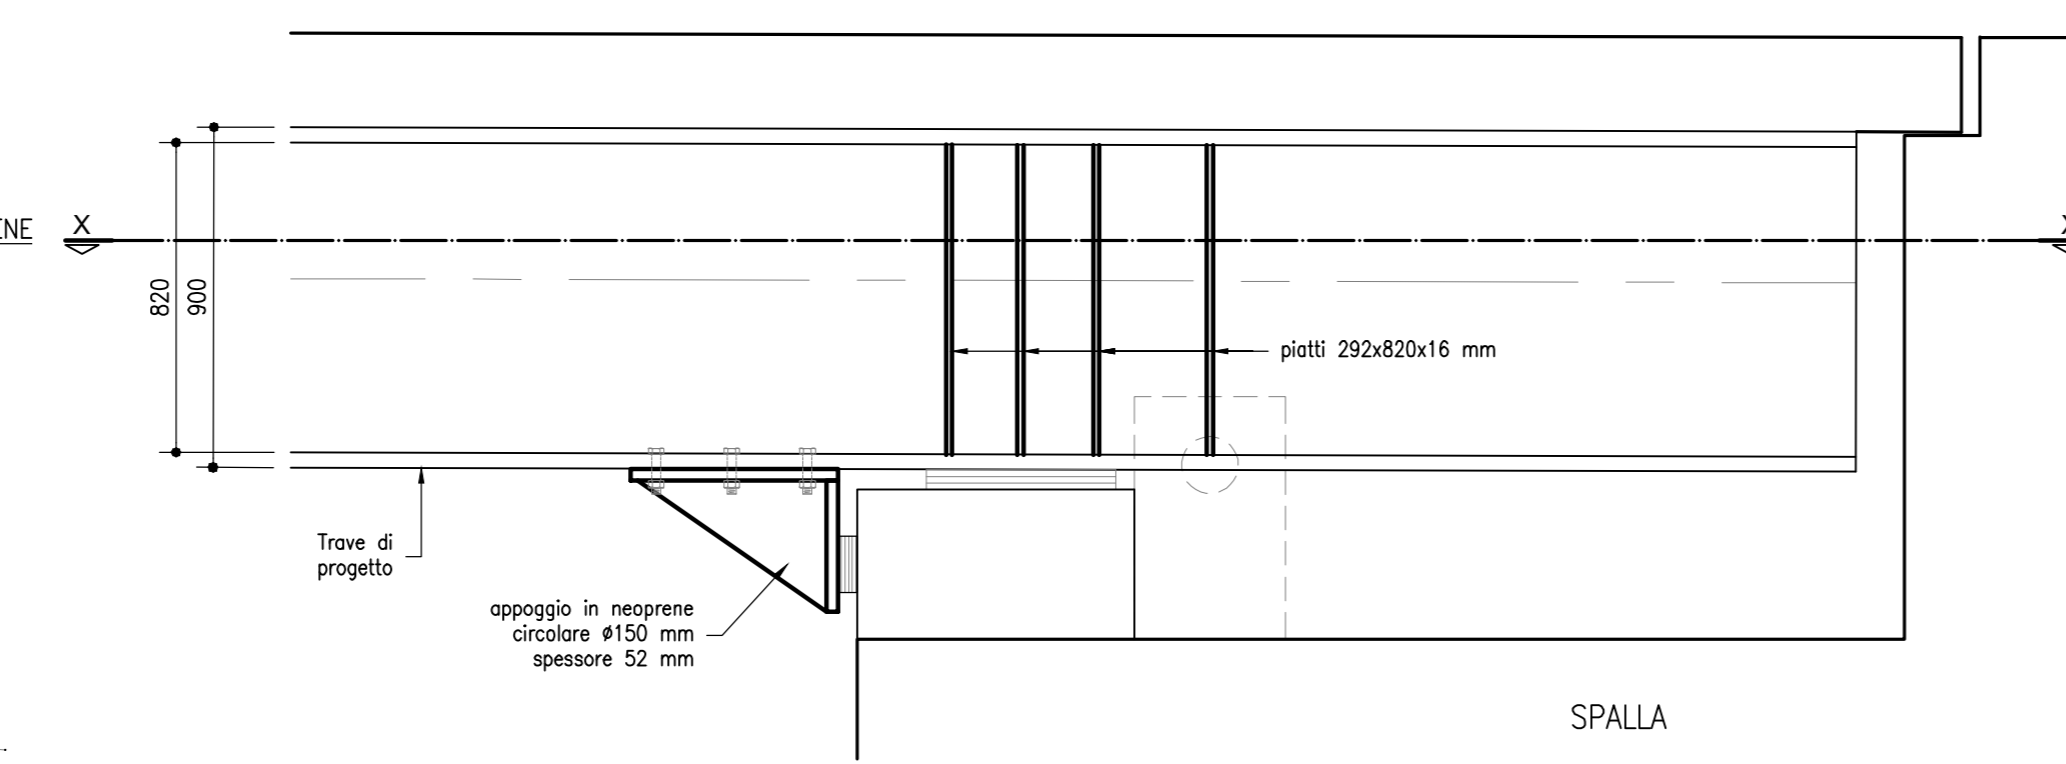 X
820
900
piatti 292x820x16 mm
Trave di
progetto
appoggio in neoprene
circolare ø150 mm
spessore 52 mm
SPALLA